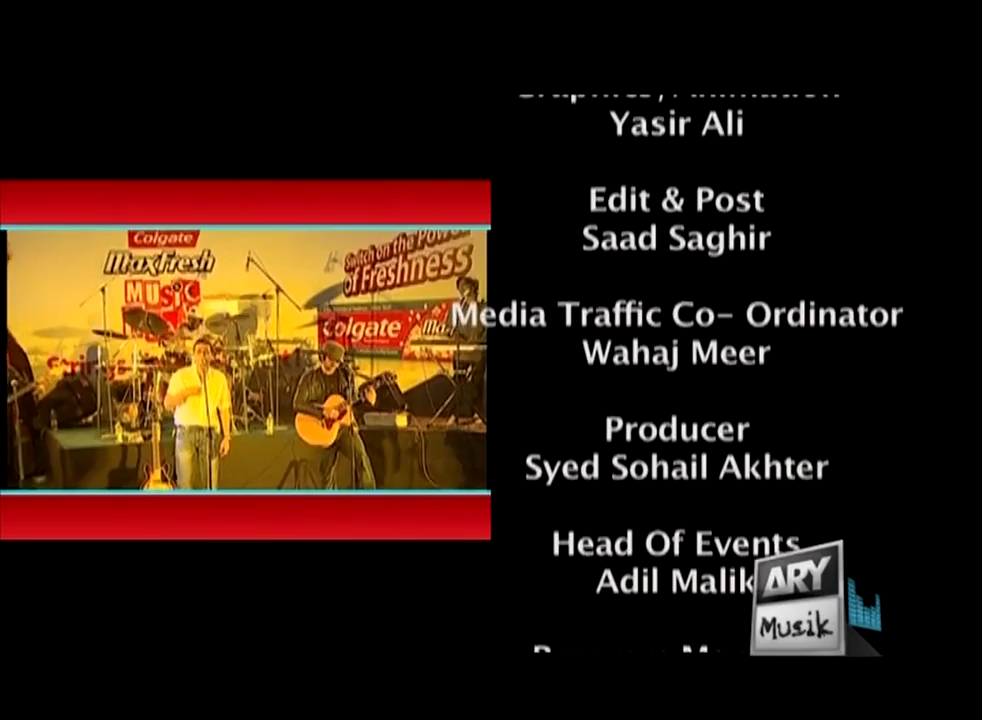 Yasir Ali
Edit & Post
Saad Saghir
Media Traffic Co- Ordinator
Wahaj Meer
Producer
Syed Sohail Akhter
Head Of Events
Adil Malik
ARY
Musik
Colgate
MaxFresh
MUSIC
Switch on the Power
of Freshness
Colgate